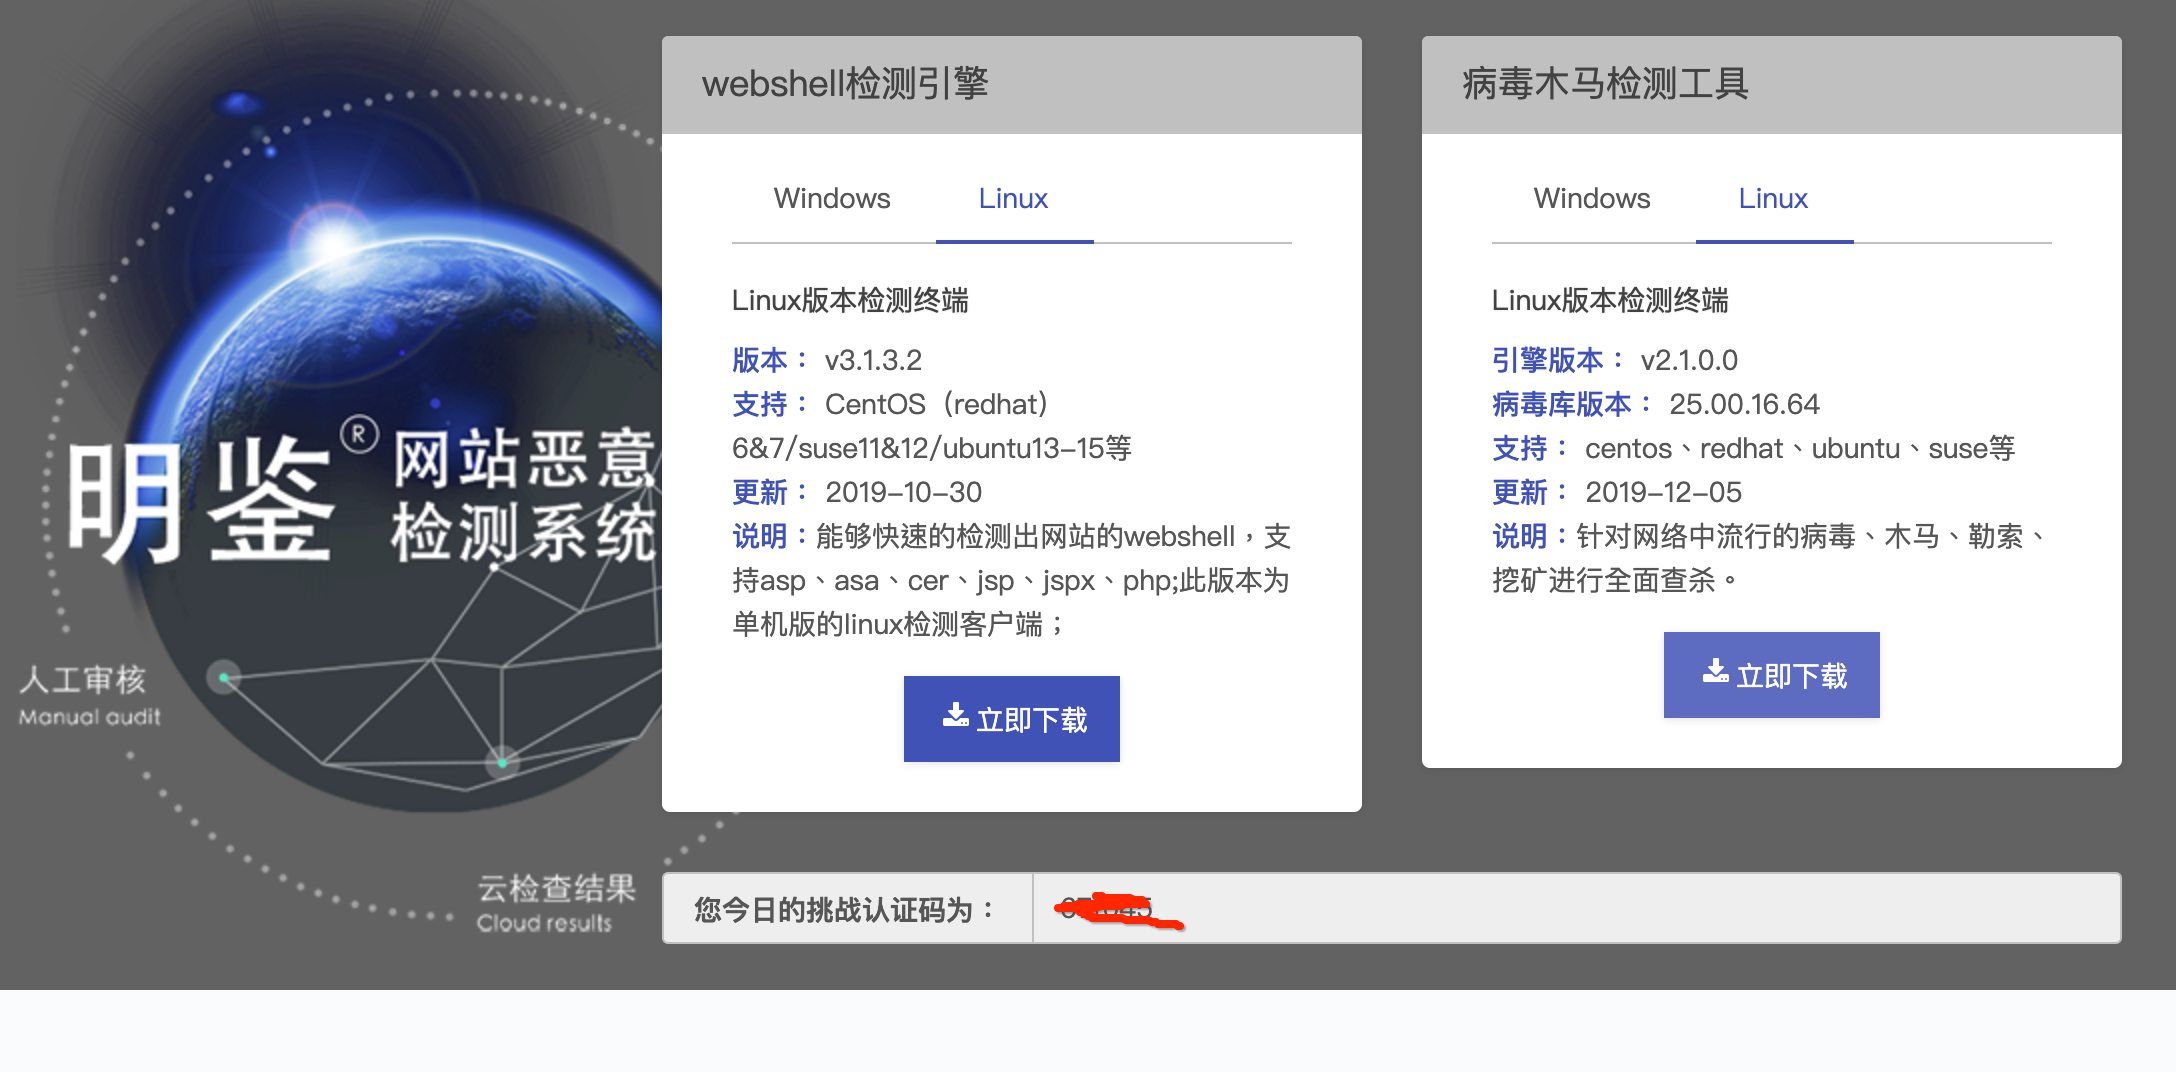 明鉴®网站恶意
检测系统
人工审核
Manual audit
云检查结果
Cloud results
webshell检测引擎
Windows Linux
Linux版本检测终端
版本： v3.1.3.2
支持： CentOS（redhat）
6&7/suse11&12/ubuntu13-15等
更新： 2019-10-30
说明：能够快速的检测出网站的webshell，支
持asp、asa、cer、jsp、jspx、php;此版本为
单机版的linux检测客户端；
立即下载
病毒木马检测工具
Windows Linux
Linux版本检测终端
引擎版本： v2.1.0.0
病毒库版本： 25.00.16.64
支持： centos、redhat、ubuntu、suse等
更新： 2019-12-05
说明：针对网络中流行的病毒、木马、勒索、
挖矿进行全面查杀。
立即下载
您今日的挑战认证码为：